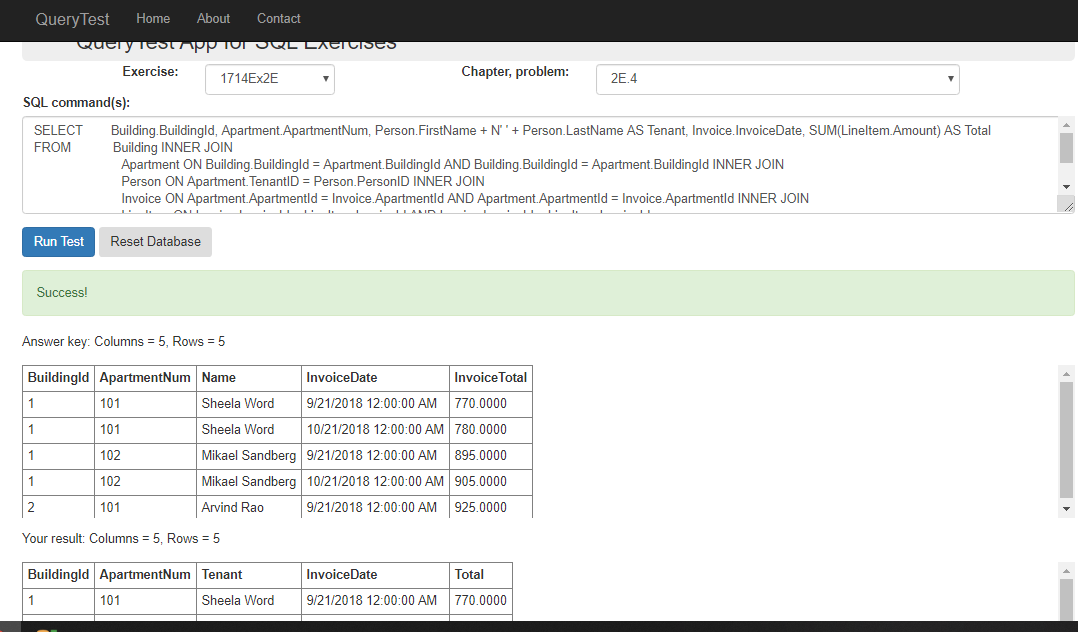 QueryTest Home About Contact
QueryTest App for SQL Exercises
Exercise: 1714Ex2E Chapter, problem: 2E.4
SQL command(s):
SELECT Building.BuildingId, Apartment.ApartmentNum, Person.FirstName + N' ' + Person.LastName AS Tenant, Invoice.InvoiceDate, SUM(LineItem.Amount) AS Total
FROM Building INNER JOIN
Apartment ON Building.BuildingId = Apartment.BuildingId AND Building.BuildingId = Apartment.BuildingId INNER JOIN
Person ON Apartment.TenantID = Person.PersonID INNER JOIN
Invoice ON Apartment.ApartmentId = Invoice.ApartmentId AND Apartment.ApartmentId = Invoice.ApartmentId INNER JOIN
Run Test Reset Database
Success!
Answer key: Columns = 5, Rows = 5
BuildingId ApartmentNum Name InvoiceDate InvoiceTotal
1 101 Sheela Word 9/21/2018 12:00:00 AM 770.0000
1 101 Sheela Word 10/21/2018 12:00:00 AM 780.0000
1 102 Mikael Sandberg 9/21/2018 12:00:00 AM 895.0000
1 102 Mikael Sandberg 10/21/2018 12:00:00 AM 905.0000
2 101 Arvind Rao 9/21/2018 12:00:00 AM 925.0000
Your result: Columns = 5, Rows = 5
BuildingId ApartmentNum Tenant InvoiceDate Total
1 101 Sheela Word 9/21/2018 12:00:00 AM 770.0000